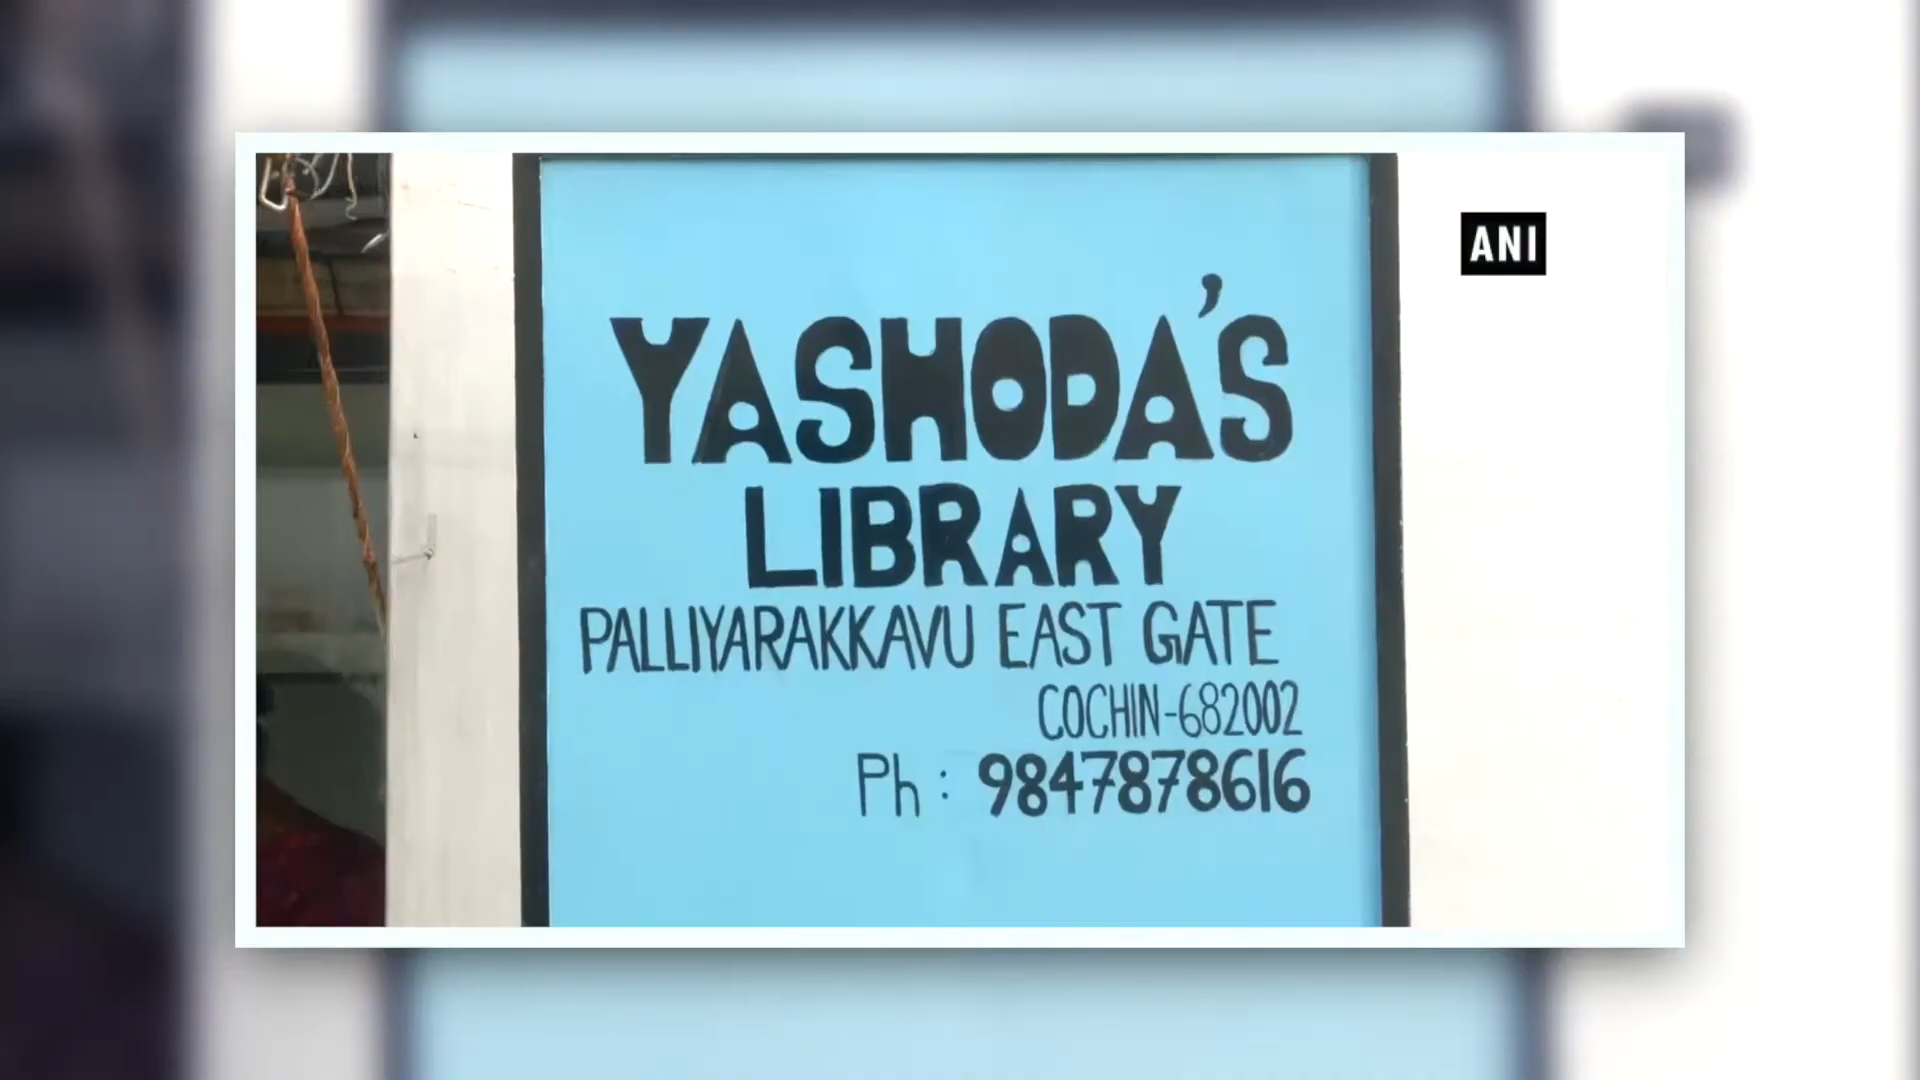 ANI
YASHODA'S
LIBRARY
PALLIYARAKKAVU EAST GATE
COCHIN-682002
Ph : 9847878616